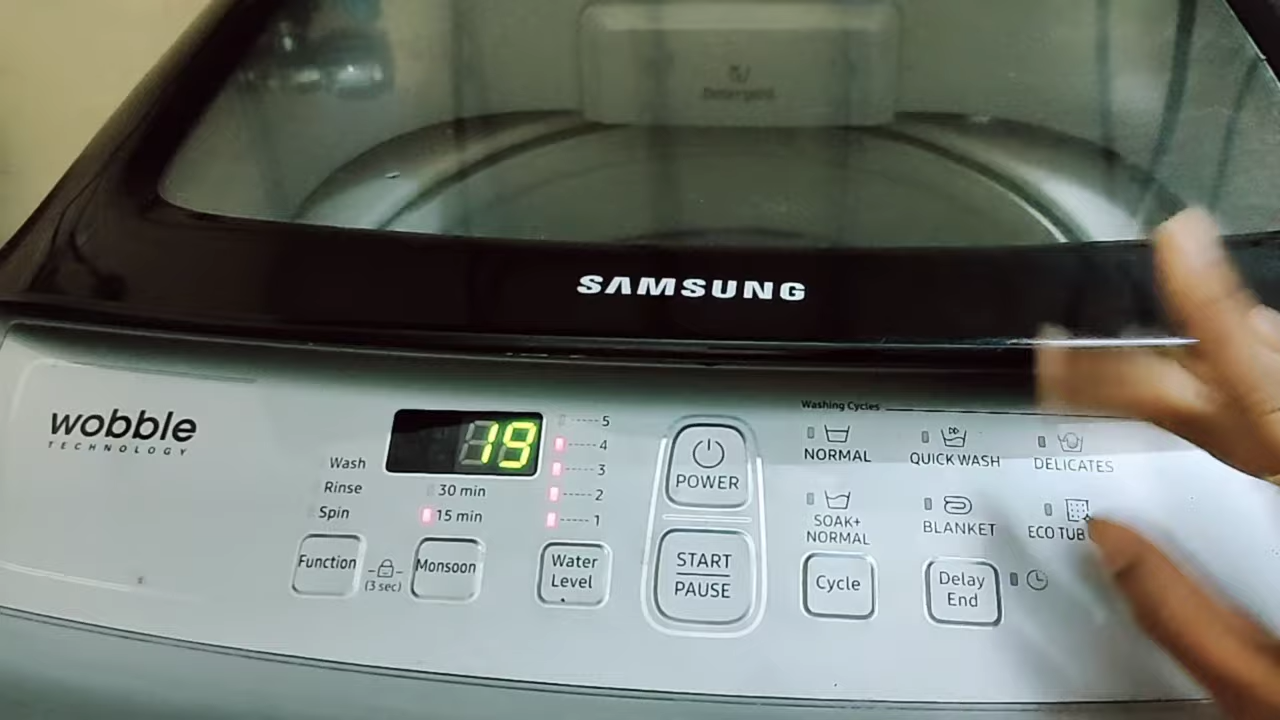 Detergent
SAMSUNG
wobble
TECHNOLOGY
19
5
4
3
2
1
Wash
Rinse
Spin
30 min
15 min
Function
(3 sec)
Monsoon
Water
Level
POWER
START
PAUSE
Washing Cycles
NORMAL
QUICK WASH
DELICATES
SOAK+
NORMAL
BLANKET
ECO TUB
Cycle
Delay
End